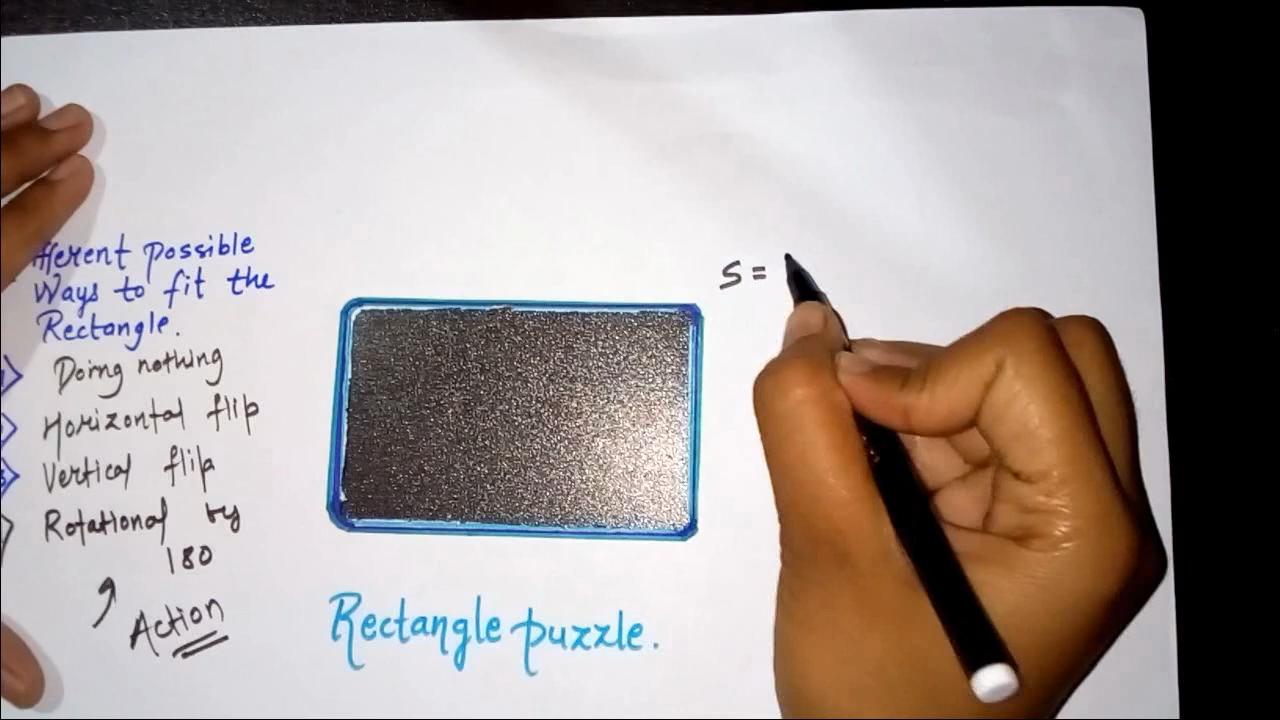 fferent possible
Ways to fit the
Rectangle.
Doing nothing
Horizontal flip
Vertical flip
Rotational by
180
Action
S =
Rectangle puzzle.